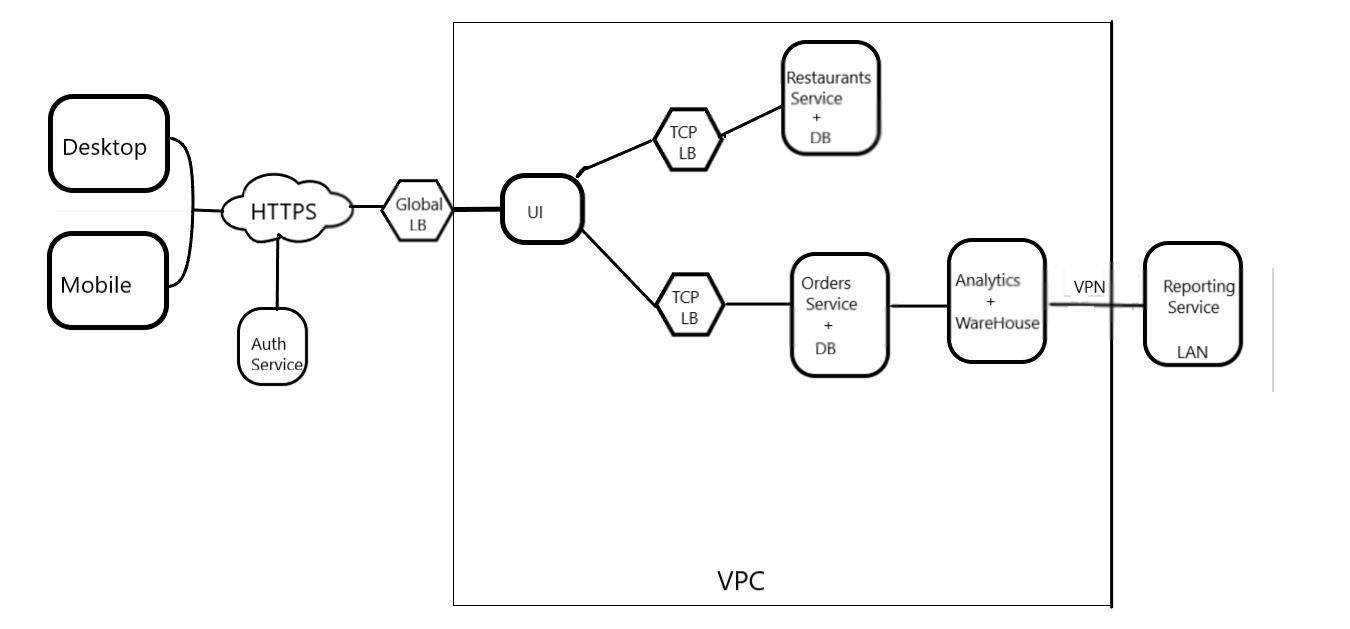 Desktop
Mobile
HTTPS
Auth
Service
Global
LB
UI
TCP
LB
Restaurants
Service
+
DB
TCP
LB
Orders
Service
+
DB
Analytics
+
WareHouse
VPN
Reporting
Service
LAN
VPC